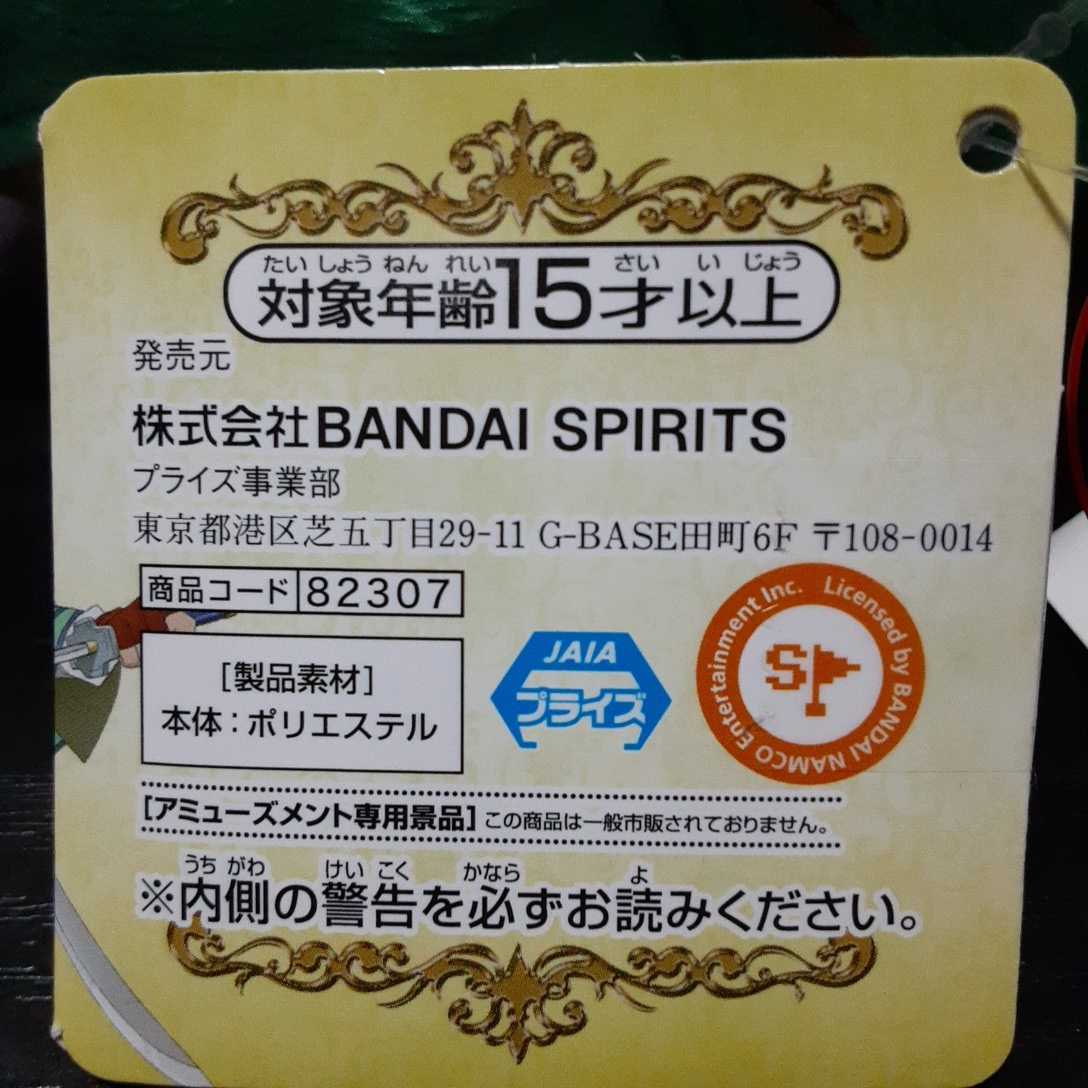 たいしょうねんれい さいいじょう
対象年齢15才以上
発売元
株式会社BANDAI SPIRITS
プライズ事業部
東京都港区芝五丁目29-11 G-BASE田町6F 〒108-0014
商品コード 82307
[製品素材]
本体：ポリエステル
JAIA
プライズ
Licensed by BANDAI NAMCO Entertainment Inc.
SP
[アミューズメント専用景品] この商品は一般市販されておりません。
うちがわ けいこく かなら よ
※内側の警告を必ずお読みください。